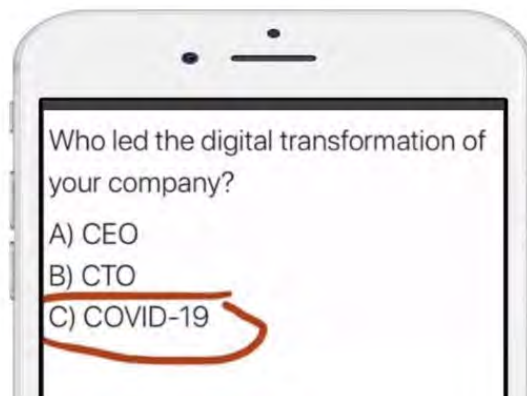 Who led the digital transformation of
your company?
A) CEO
B) CTO
C) COVID-19